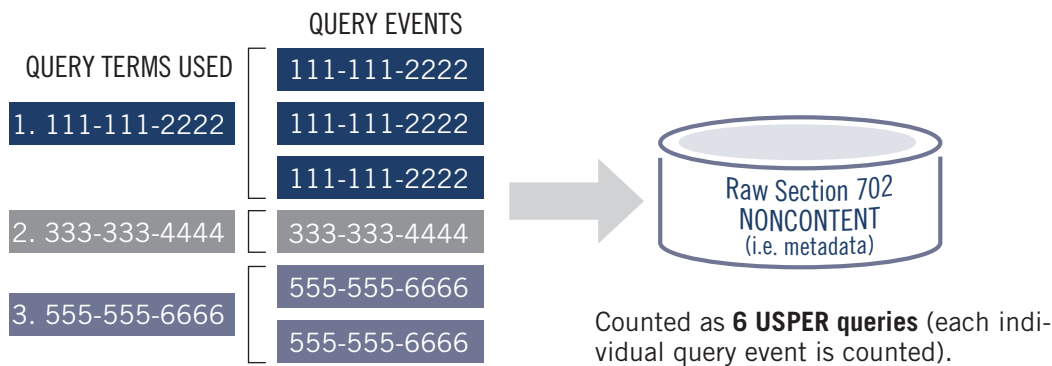 QUERY EVENTS
QUERY TERMS USED
111-111-2222
1. 111-111-2222
111-111-2222
111-111-2222
2. 333-333-4444
333-333-4444
3. 555-555-6666
555-555-6666
555-555-6666
Raw Section 702
NONCONTENT
(i.e. metadata)
Counted as 6 USPER queries (each indi-
vidual query event is counted).